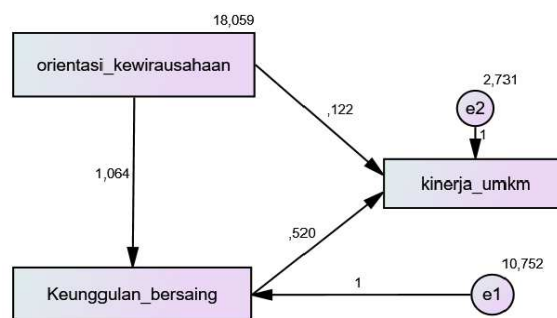 18,059
orientasi_kewirausahaan
2,731
e2
,122
1
1,064
kinerja_umkm
,520
10,752
Keunggulan_bersaing
1
e1